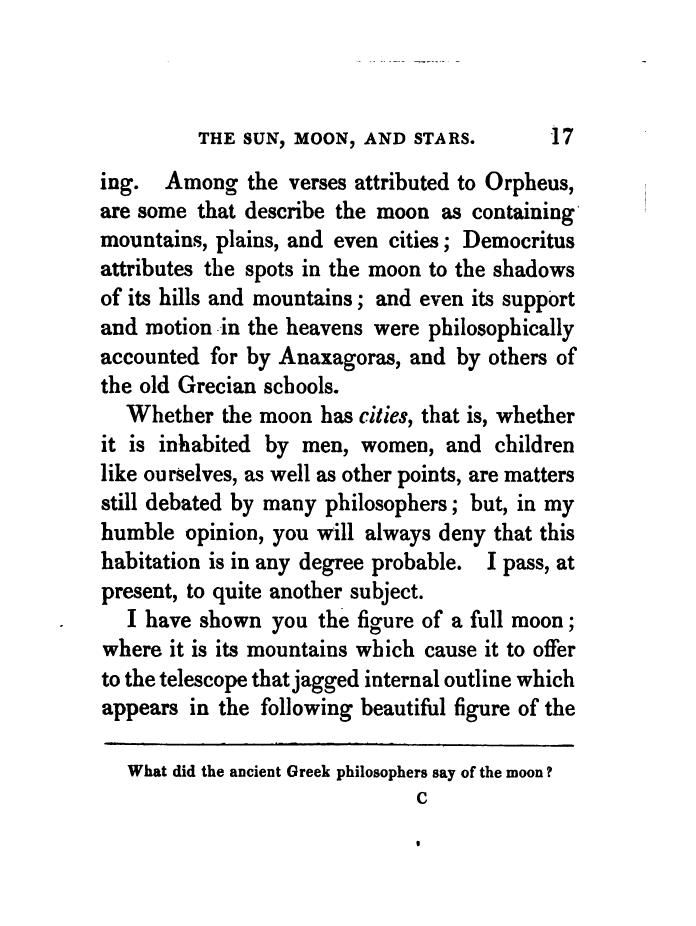 THE SUN, MOON, AND STARS. 17
ing. Among the verses attributed to Orpheus,
are some that describe the moon as containing
mountains, plains, and even cities; Democritus
attributes the spots in the moon to the shadows
of its hills and mountains; and even its support
and motion in the heavens were philosophically
accounted for by Anaxagoras, and by others of
the old Grecian schools.
Whether the moon has cities, that is, whether
it is inhabited by men, women, and children
like ourselves, as well as other points, are matters
still debated by many philosophers; but, in my
humble opinion, you will always deny that this
habitation is in any degree probable. I pass, at
present, to quite another subject.
I have shown you the figure of a full moon;
where it is its mountains which cause it to offer
to the telescope that jagged internal outline which
appears in the following beautiful figure of the
What did the ancient Greek philosophers say of the moon?
C